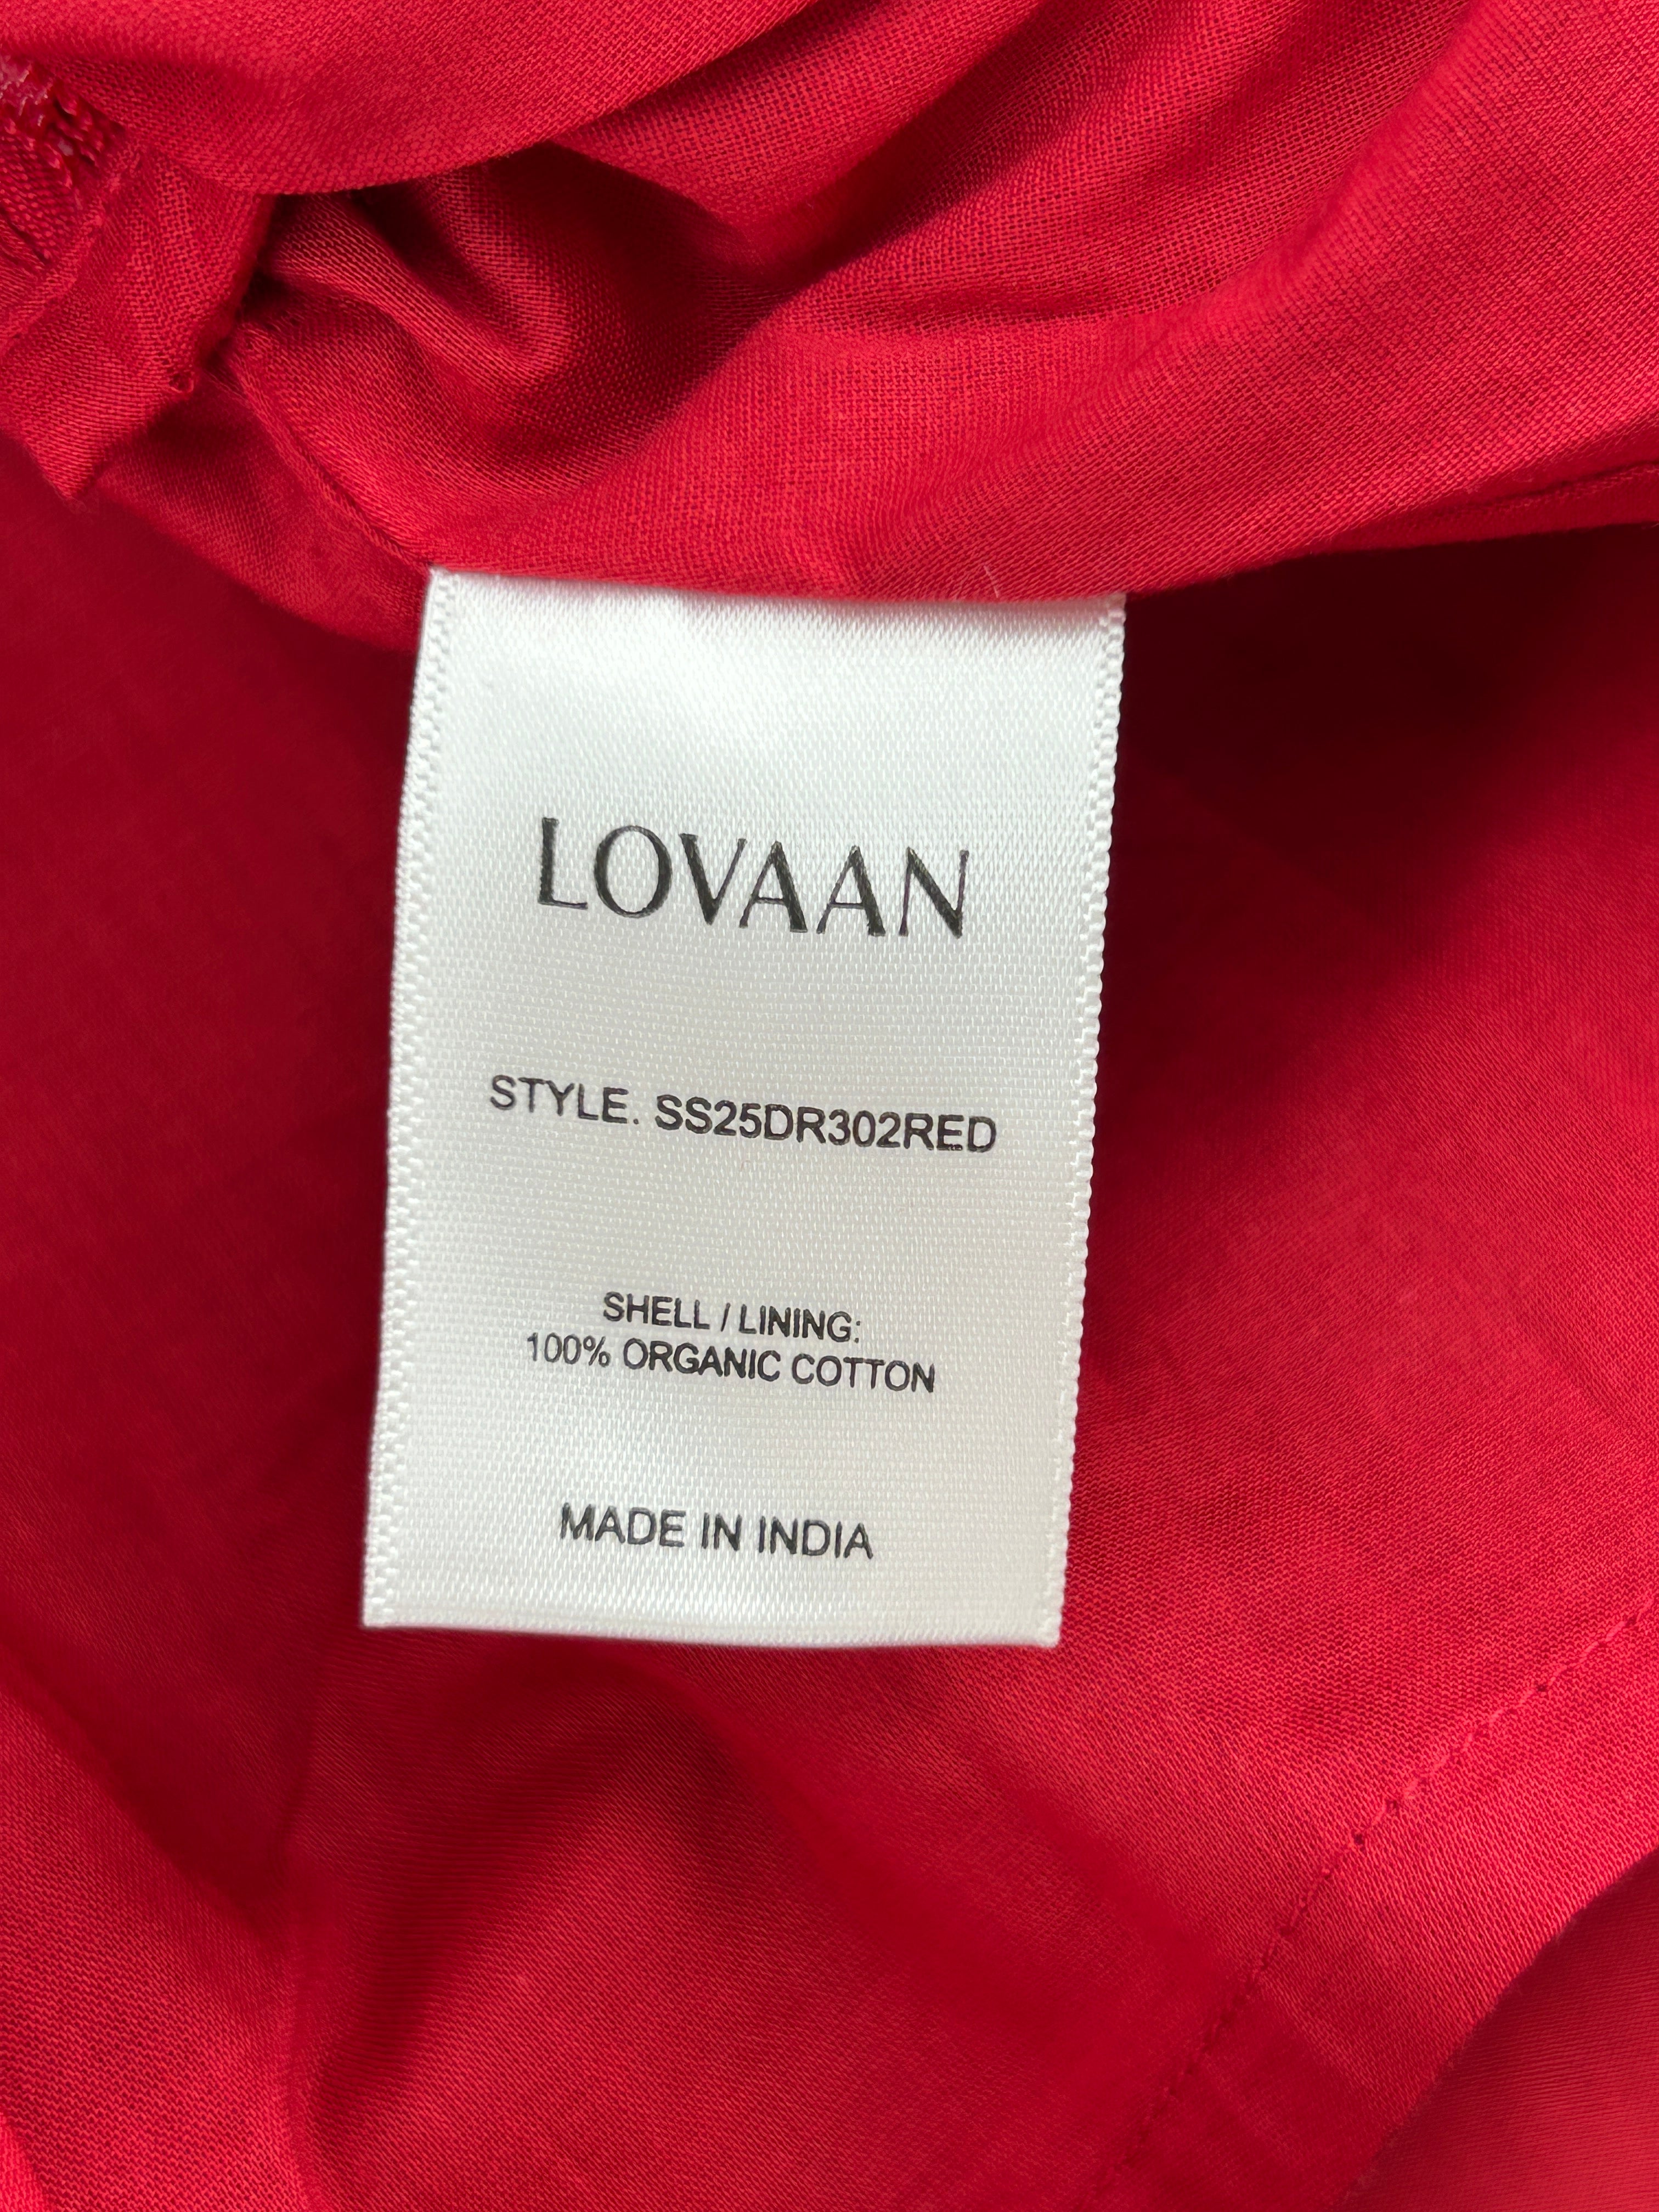 LOVAAN
STYLE. SS25DR302RED
SHELL / LINING:
100% ORGANIC COTTON
MADE IN INDIA